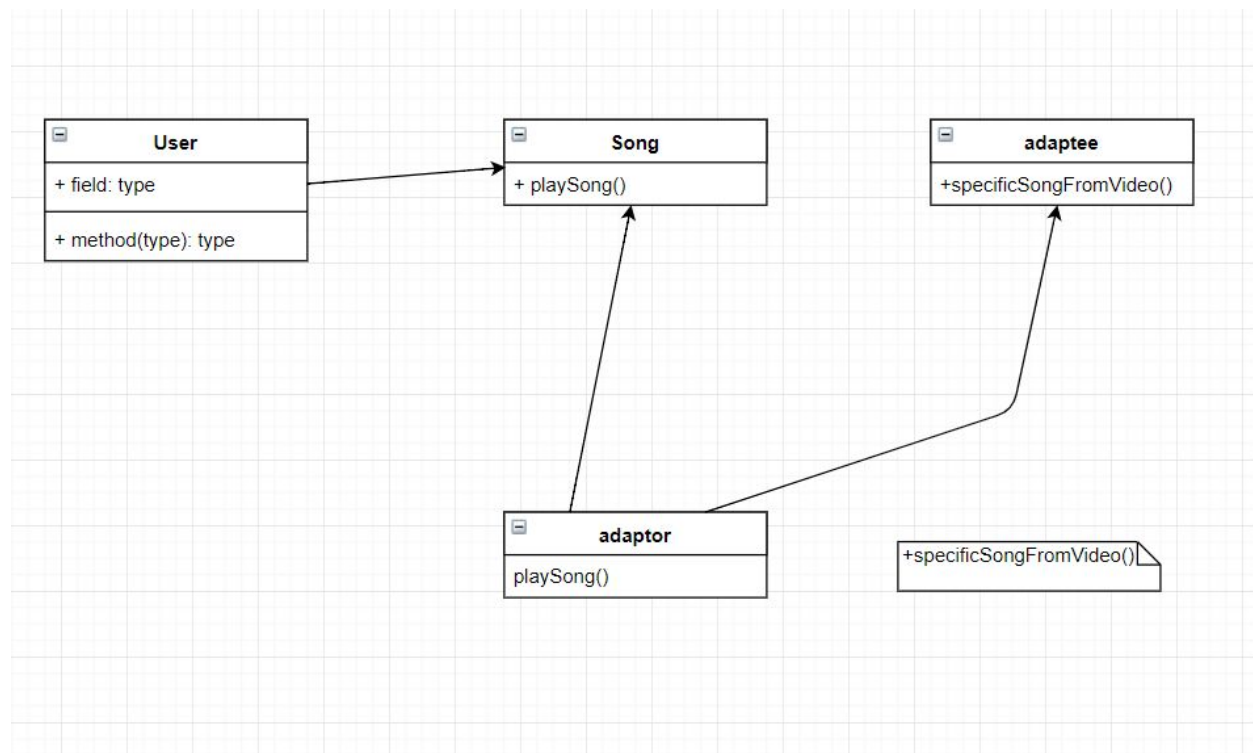 User
+ field: type
+ method(type): type
Song
+ playSong()
adaptee
+specificSongFromVideo()
adaptor
playSong()
+specificSongFromVideo()